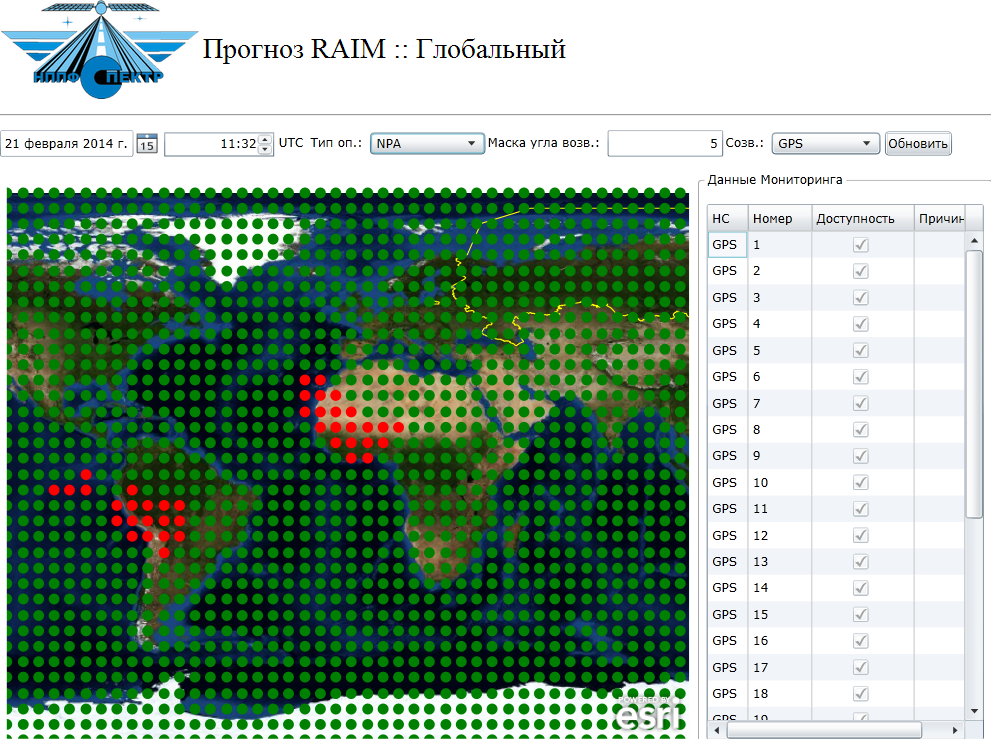 НППФ СПЕКТР
Прогноз RAIM :: Глобальный
21 февраля 2014 г. 15 11:32 UTC Тип оп.: NPA Маска угла возв.: 5 Созв.: GPS Обновить
Данные Мониторинга
НС Номер Доступность Причин
GPS 1
GPS 2
GPS 3
GPS 4
GPS 5
GPS 6
GPS 7
GPS 8
GPS 9
GPS 10
GPS 11
GPS 12
GPS 13
GPS 14
GPS 15
GPS 16
GPS 17
GPS 18
GPS 19
POWERED BY
esri